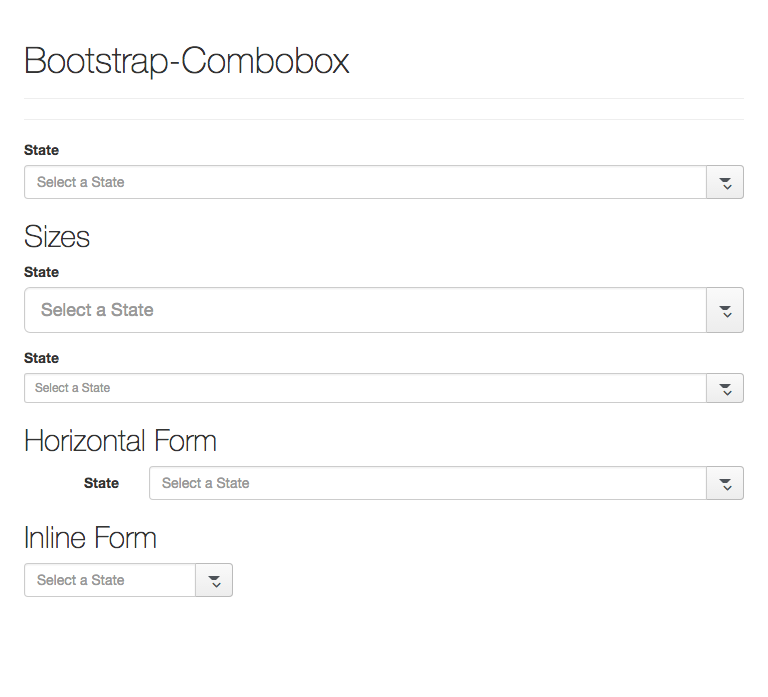 Bootstrap-Combobox
State
Select a State
Sizes
State
Select a State
State
Select a State
Horizontal Form
State Select a State
Inline Form
Select a State